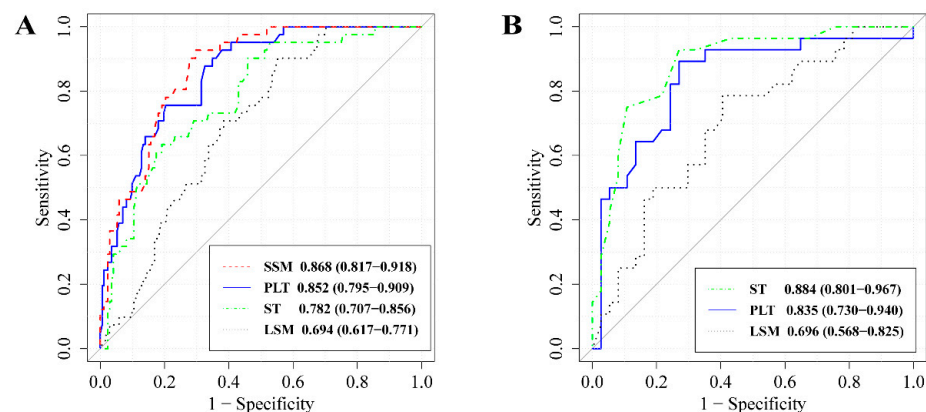 A
1.0
0.8
0.6
0.4
0.2
0.0
Sensitivity
SSM 0.868 (0.817−0.918)
PLT 0.852 (0.795−0.909)
ST 0.782 (0.707−0.856)
LSM 0.694 (0.617−0.771)
0.0 0.2 0.4 0.6 0.8 1.0
1 − Specificity
B
1.0
0.8
0.6
0.4
0.2
0.0
Sensitivity
ST 0.884 (0.801−0.967)
PLT 0.835 (0.730−0.940)
LSM 0.696 (0.568−0.825)
0.0 0.2 0.4 0.6 0.8 1.0
1 − Specificity